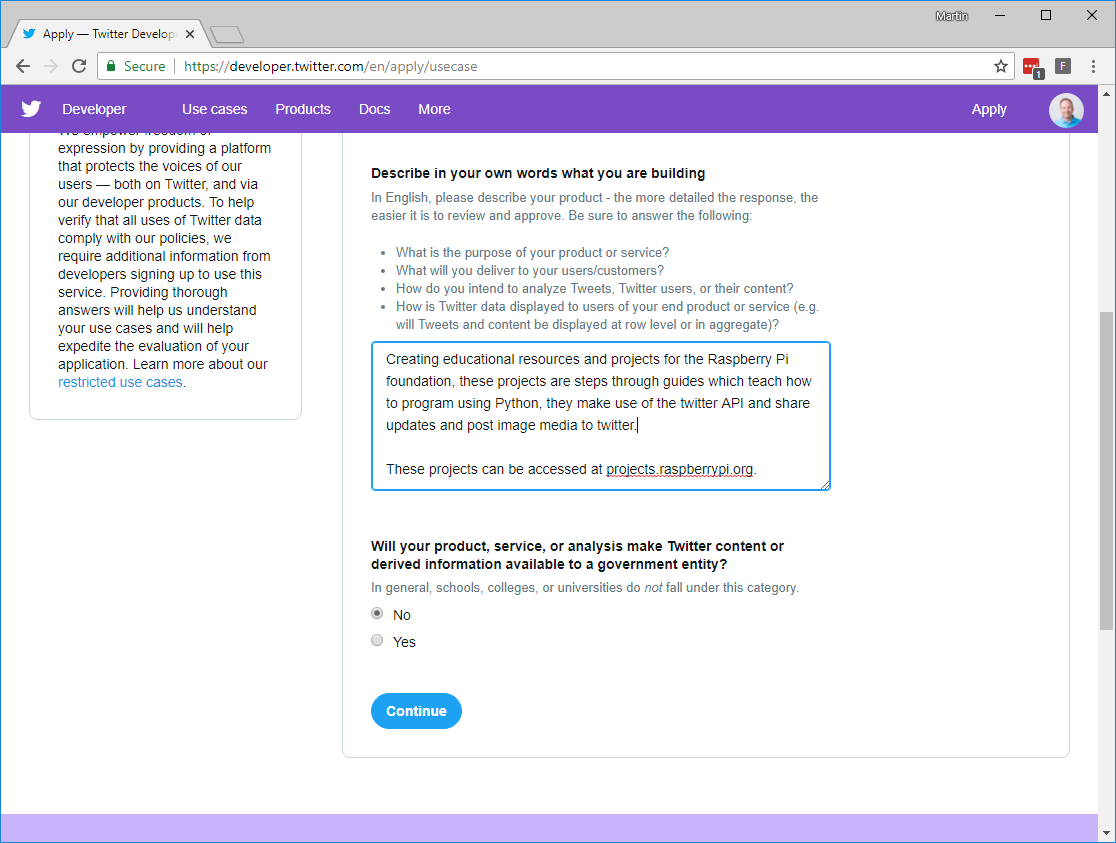 Martin
Apply — Twitter Develop
Secure
https://developer.twitter.com/en/apply/usecase
1
F
Developer
Use cases
Products
Docs
More
Apply
We empower freedom of
expression by providing a platform
that protects the voices of our
users — both on Twitter, and via
our developer products. To help
verify that all uses of Twitter data
comply with our policies, we
require additional information from
developers signing up to use this
service. Providing thorough
answers will help us understand
your use cases and will help
expedite the evaluation of your
application. Learn more about our
restricted use cases.
Describe in your own words what you are building
In English, please describe your product - the more detailed the response, the
easier it is to review and approve. Be sure to answer the following:
• What is the purpose of your product or service?
• What will you deliver to your users/customers?
• How do you intend to analyze Tweets, Twitter users, or their content?
• How is Twitter data displayed to users of your end product or service (e.g.
will Tweets and content be displayed at row level or in aggregate)?
Creating educational resources and projects for the Raspberry Pi
foundation, these projects are steps through guides which teach how
to program using Python, they make use of the twitter API and share
updates and post image media to twitter.
These projects can be accessed at projects.raspberrypi.org.
Will your product, service, or analysis make Twitter content or
derived information available to a government entity?
In general, schools, colleges, or universities do not fall under this category.
No
Yes
Continue